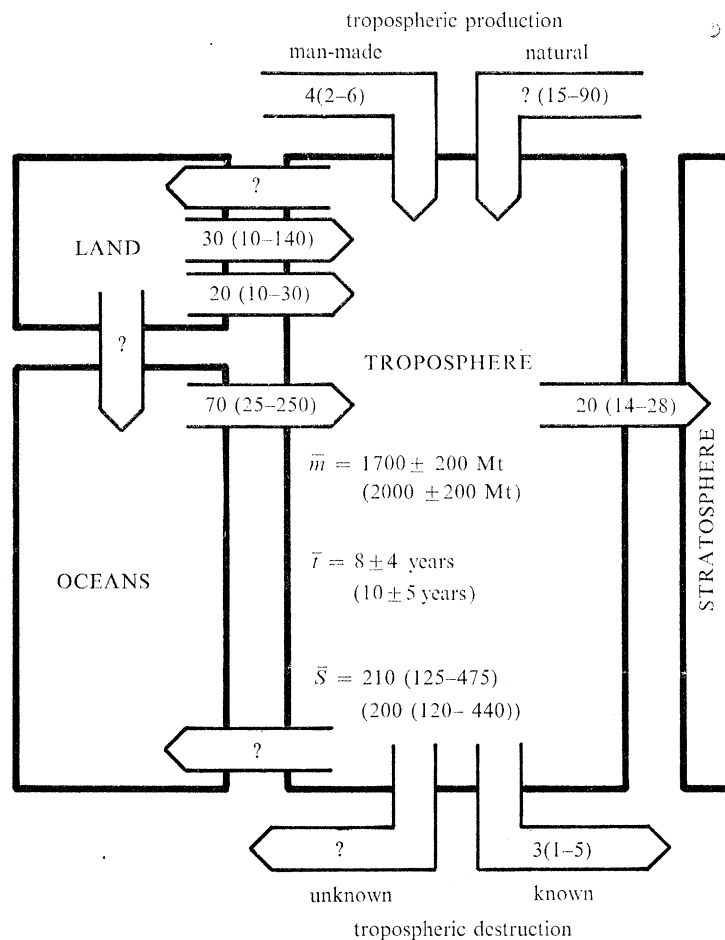 tropospheric production
man-made
natural
4(2–6)
? (15–90)
?
30 (10–140)
LAND
20 (10–30)
?
TROPOSPHERE
70 (25–250)
20 (14–28)
m̅ = 1700 ± 200 Mt
(2000 ± 200 Mt)
STRATOSPHERE
t̅ = 8 ± 4 years
(10 ± 5 years)
OCEANS
S̅ = 210 (125–475)
(200 (120– 440))
?
?
3(1–5)
unknown
known
tropospheric destruction